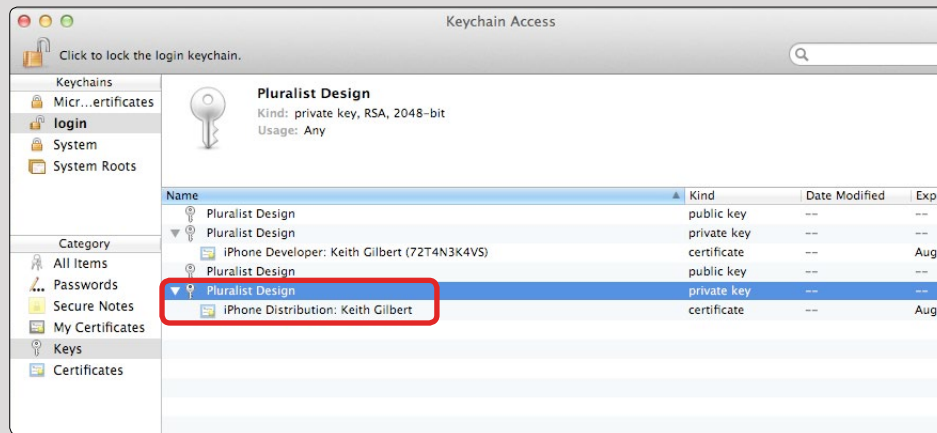 Keychain Access
Click to lock the login keychain.
Keychains
Micr...ertificates
login
System
System Roots
Pluralist Design
Kind: private key, RSA, 2048-bit
Usage: Any
Name Kind Date Modified Exp
Pluralist Design public key -- --
Pluralist Design private key -- --
iPhone Developer: Keith Gilbert (72T4N3K4VS) certificate -- Aug
Pluralist Design public key -- --
Pluralist Design private key -- --
iPhone Distribution: Keith Gilbert certificate -- Aug
Category
All Items
Passwords
Secure Notes
My Certificates
Keys
Certificates